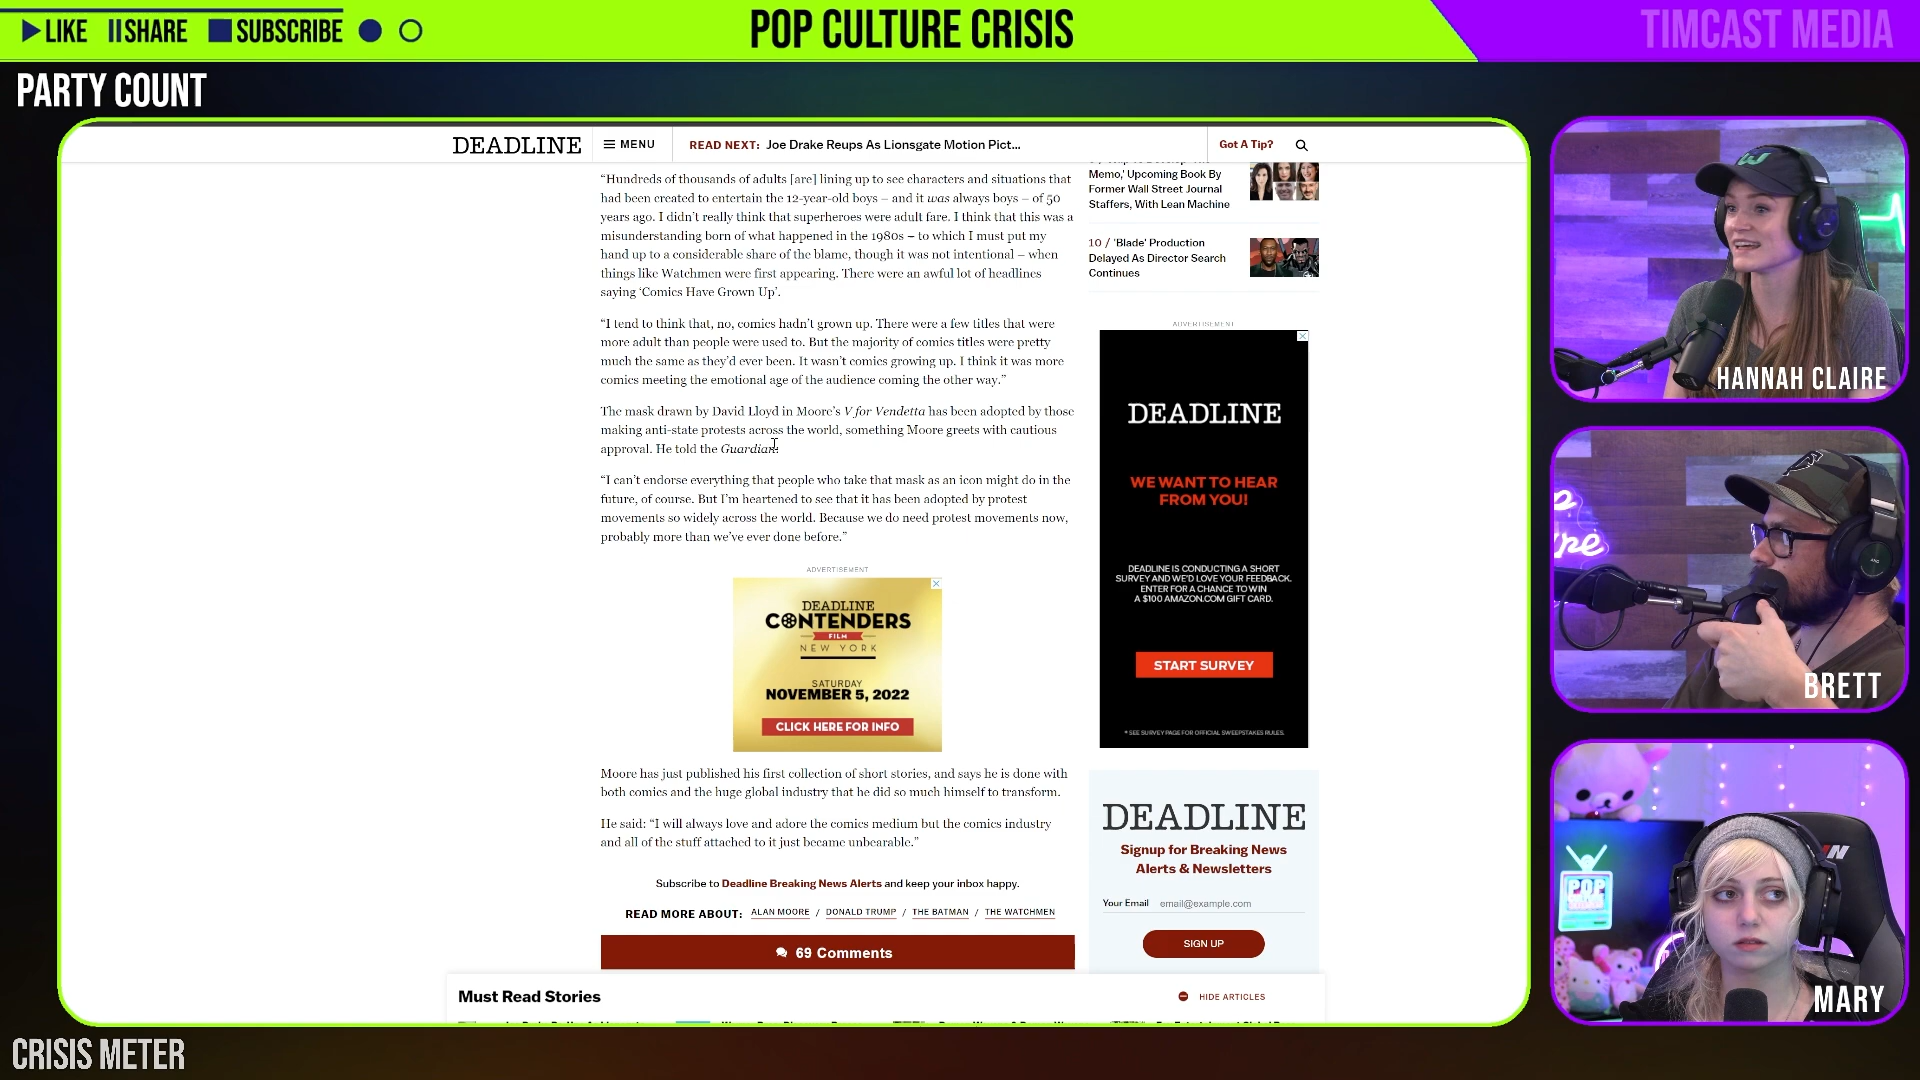 LIKE SHARE SUBSCRIBE
POP CULTURE CRISIS
TIMCAST MEDIA
PARTY COUNT
DEADLINE
MENU
READ NEXT: Joe Drake Reups As Lionsgate Motion Pict...
Got A Tip?
“Hundreds of thousands of adults [are] lining up to see characters and situations that
had been created to entertain the 12-year-old boys – and it was always boys – of 50
years ago. I didn’t really think that superheroes were adult fare. I think that this was a
misunderstanding born of what happened in the 1980s – to which I must put my
hand up to a considerable share of the blame, though it was not intentional – when
things like Watchmen were first appearing. There were an awful lot of headlines
saying ‘Comics Have Grown Up’.
“I tend to think that, no, comics hadn’t grown up. There were a few titles that were
more adult than people were used to. But the majority of comics titles were pretty
much the same as they’d ever been. It wasn’t comics growing up. I think it was more
comics meeting the emotional age of the audience coming the other way.”
The mask drawn by David Lloyd in Moore’s V for Vendetta has been adopted by those
making anti-state protests across the world, something Moore greets with cautious
approval. He told the Guardian:
“I can’t endorse everything that people who take that mask as an icon might do in the
future, of course. But I’m heartened to see that it has been adopted by protest
movements so widely across the world. Because we do need protest movements now,
probably more than we’ve ever done before.”
ADVERTISEMENT
DEADLINE
CONTENDERS
FILM
NEW YORK
SATURDAY
NOVEMBER 5, 2022
CLICK HERE FOR INFO
Moore has just published his first collection of short stories, and says he is done with
both comics and the huge global industry that he did so much himself to transform.
He said: “I will always love and adore the comics medium but the comics industry
and all of the stuff attached to it just became unbearable.”
Subscribe to Deadline Breaking News Alerts and keep your inbox happy.
READ MORE ABOUT: ALAN MOORE / DONALD TRUMP / THE BATMAN / THE WATCHMEN
69 Comments
Must Read Stories
HIDE ARTICLES
Memo,’ Upcoming Book By
Former Wall Street Journal
Staffers, With Lean Machine
10 / ‘Blade’ Production
Delayed As Director Search
Continues
ADVERTISEMENT
DEADLINE
WE WANT TO HEAR
FROM YOU!
DEADLINE IS CONDUCTING A SHORT
SURVEY AND WE'D LOVE YOUR FEEDBACK.
ENTER FOR A CHANCE TO WIN
A $100 AMAZON.COM GIFT CARD.
START SURVEY
* SEE SURVEY PAGE FOR OFFICIAL SWEEPSTAKES RULES.
DEADLINE
Signup for Breaking News
Alerts & Newsletters
Your Email email@example.com
SIGN UP
HANNAH CLAIRE
BRETT
POP
MARY
CRISIS METER